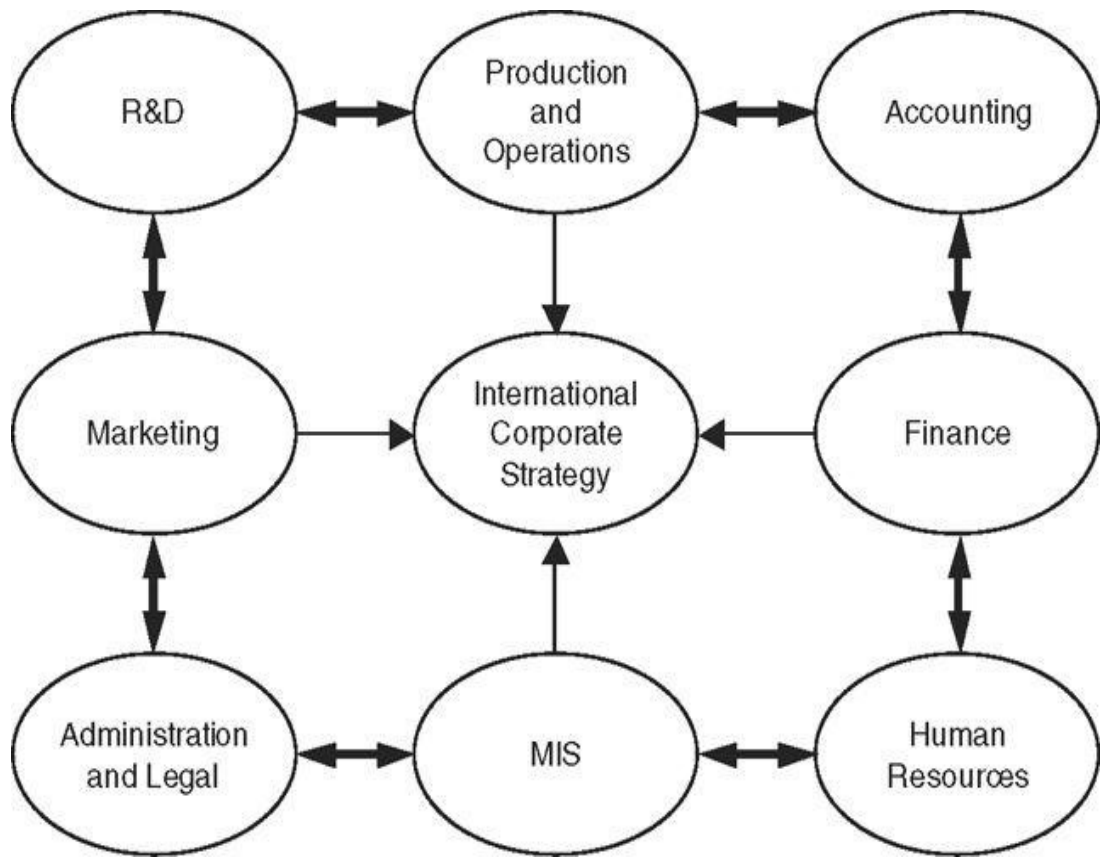 R&D
Production
and
Operations
Accounting
Marketing
International
Corporate
Strategy
Finance
Administration
and Legal
MIS
Human
Resources